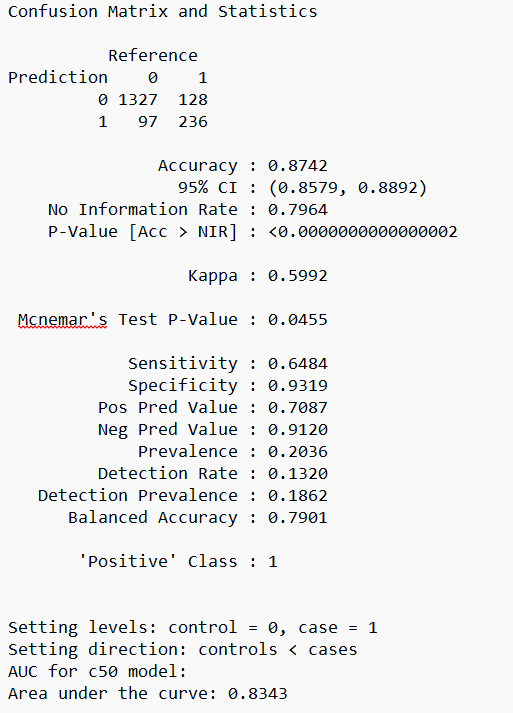 Confusion Matrix and Statistics
Reference
Prediction 0 1
0 1327 128
1 97 236
Accuracy : 0.8742
95% CI : (0.8579, 0.8892)
No Information Rate : 0.7964
P-Value [Acc > NIR] : <0.0000000000000002
Kappa : 0.5992
Mcnemar's Test P-Value : 0.0455
Sensitivity : 0.6484
Specificity : 0.9319
Pos Pred Value : 0.7087
Neg Pred Value : 0.9120
Prevalence : 0.2036
Detection Rate : 0.1320
Detection Prevalence : 0.1862
Balanced Accuracy : 0.7901
'Positive' Class : 1
Setting levels: control = 0, case = 1
Setting direction: controls < cases
AUC for c50 model:
Area under the curve: 0.8343